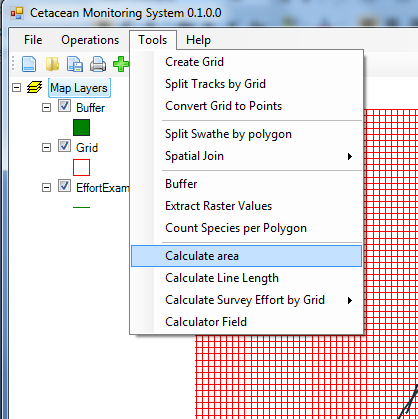 Cetacean Monitoring System 0.1.0.0
File Operations Tools Help
Create Grid
Split Tracks by Grid
Convert Grid to Points
Split Swathe by polygon
Spatial Join
Buffer
Extract Raster Values
Count Species per Polygon
Calculate area
Calculate Line Length
Calculate Survey Effort by Grid
Calculator Field
Map Layers
Buffer
Grid
EffortExam